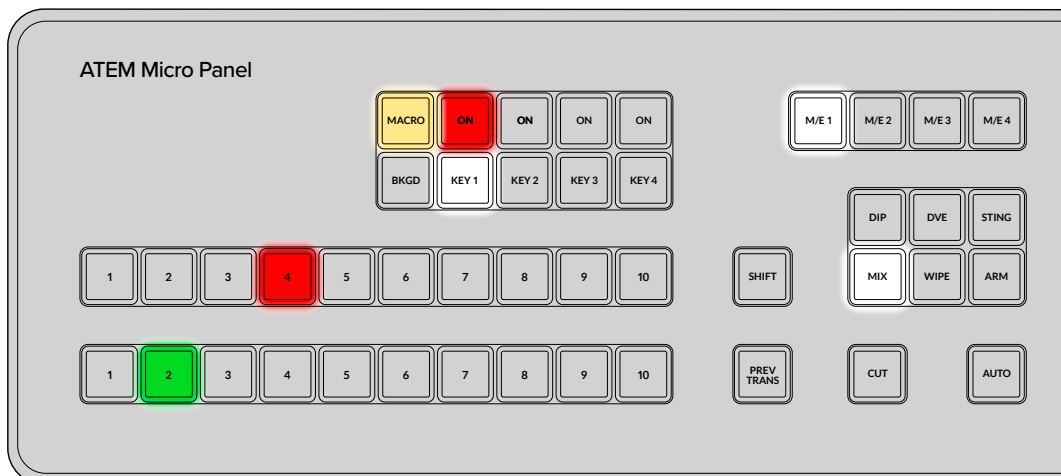 ATEM Micro Panel
MACRO ON ON ON ON
BKGD KEY 1 KEY 2 KEY 3 KEY 4
M/E 1 M/E 2 M/E 3 M/E 4
DIP DVE STING
1 2 3 4 5 6 7 8 9 10
SHIFT
MIX WIPE ARM
1 2 3 4 5 6 7 8 9 10
PREV
TRANS
CUT
AUTO